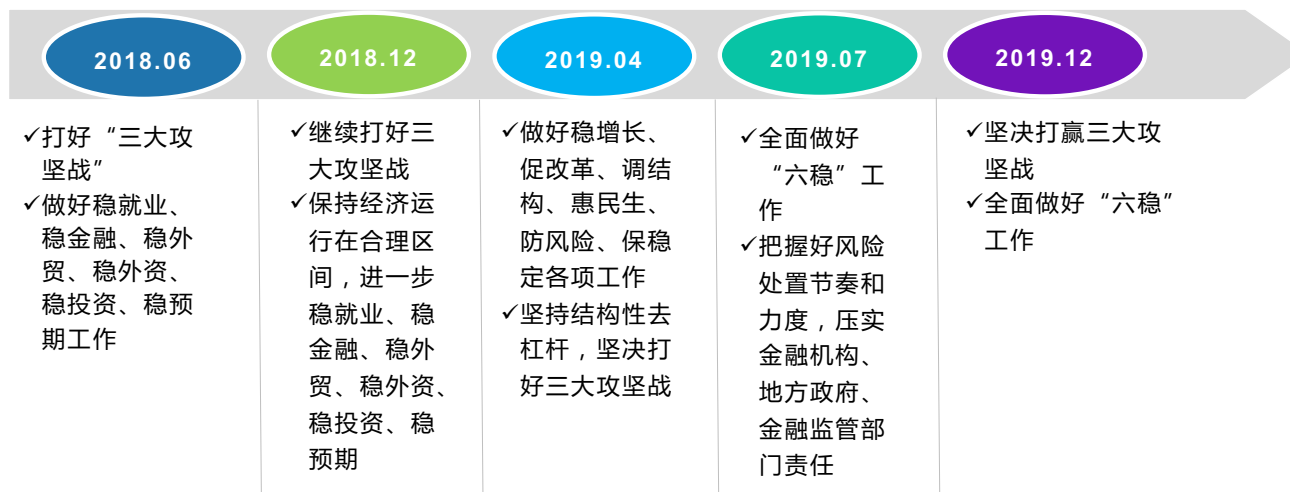 2018.06
2018.12
2019.04
2019.07
2019.12
✓打好“三大攻
坚战”
✓做好稳就业、
稳金融、稳外
贸、稳外资、
稳投资、稳预
期工作
✓继续打好三
大攻坚战
✓保持经济运
行在合理区
间，进一步
稳就业、稳
金融、稳外
贸、稳外资、
稳投资、稳
预期
✓做好稳增长、
促改革、调结
构、惠民生、
防风险、保稳
定各项工作
✓坚持结构性去
杠杆，坚决打
好三大攻坚战
✓全面做好
“六稳”工
作
✓把握好风险
处置节奏和
力度，压实
金融机构、
地方政府、
金融监管部
门责任
✓坚决打赢三大攻
坚战
✓全面做好“六稳”
工作